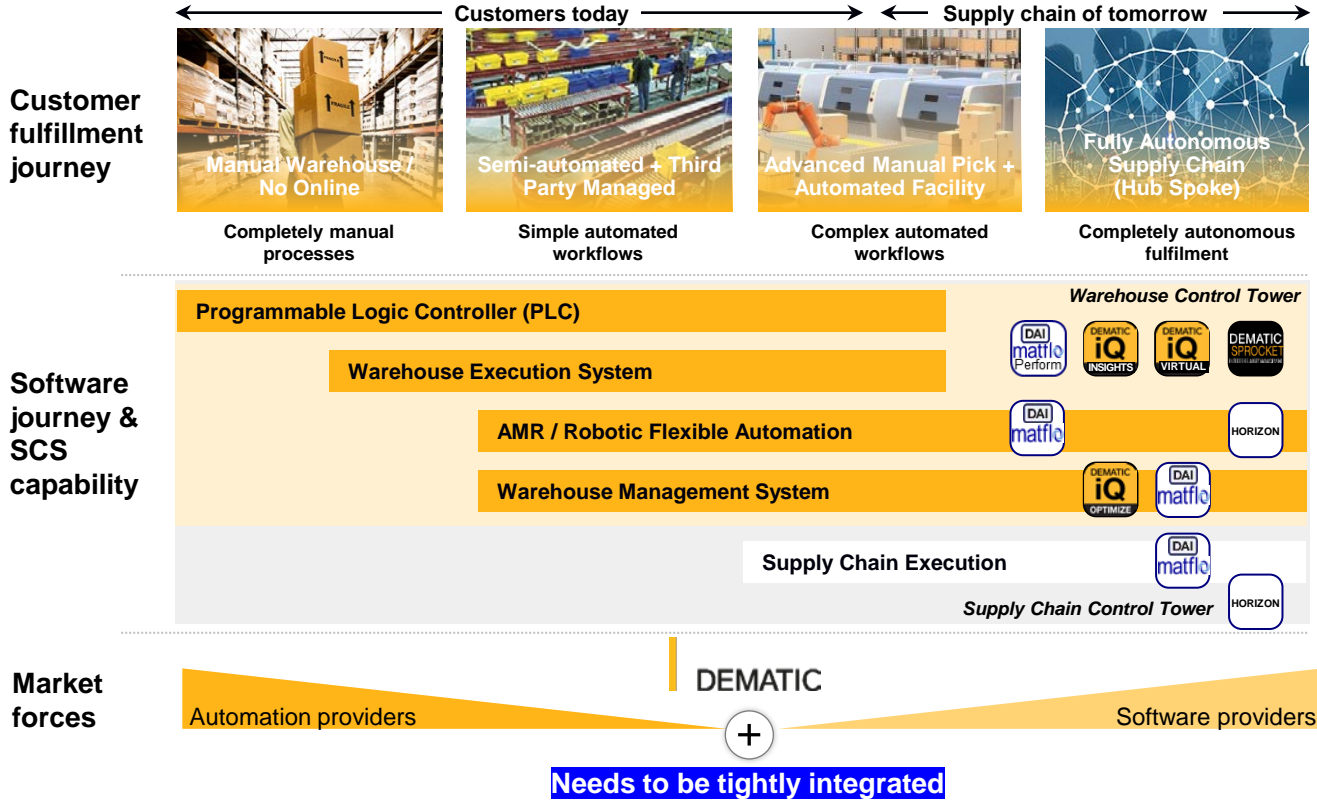 Customers today
Supply chain of tomorrow
Customer
fulfillment
journey
FRAGILE
FRAGILE
Manual Warehouse /
No Online
Semi-automated + Third
Party Managed
Advanced Manual Pick +
Automated Facility
Fully Autonomous
Supply Chain
(Hub Spoke)
Completely manual
processes
Simple automated
workflows
Complex automated
workflows
Completely autonomous
fulfilment
Software
journey &
SCS
capability
Warehouse Control Tower
Programmable Logic Controller (PLC)
DAI
matflo
Perform
DEMATIC
iQ
INSIGHTS
DEMATIC
iQ
VIRTUAL
DEMATIC
SPROCKET
Warehouse Execution System
AMR / Robotic Flexible Automation
DAI
matflo
HORIZON
Warehouse Management System
DEMATIC
iQ
OPTIMIZE
DAI
matflo
Supply Chain Execution
DAI
matflo
Supply Chain Control Tower
HORIZON
Market
forces
DEMATIC
Automation providers
Software providers
+
Needs to be tightly integrated